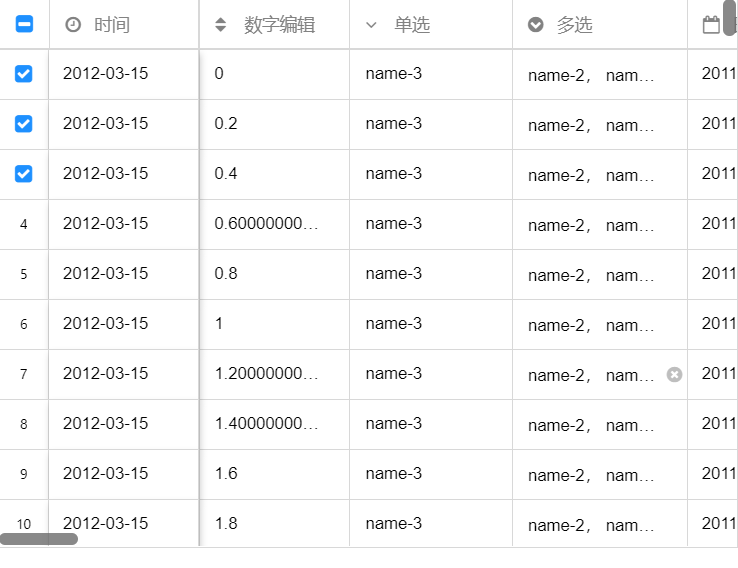 时间 数字编辑 单选 多选
2012-03-15 0 name-3 name-2, nam... 2011
2012-03-15 0.2 name-3 name-2, nam... 2011
2012-03-15 0.4 name-3 name-2, nam... 2011
4 2012-03-15 0.60000000... name-3 name-2, nam... 2011
5 2012-03-15 0.8 name-3 name-2, nam... 2011
6 2012-03-15 1 name-3 name-2, nam... 2011
7 2012-03-15 1.20000000... name-3 name-2, nam... 2011
8 2012-03-15 1.40000000... name-3 name-2, nam... 2011
9 2012-03-15 1.6 name-3 name-2, nam... 2011
10 2012-03-15 1.8 name-3 name-2, nam... 2011